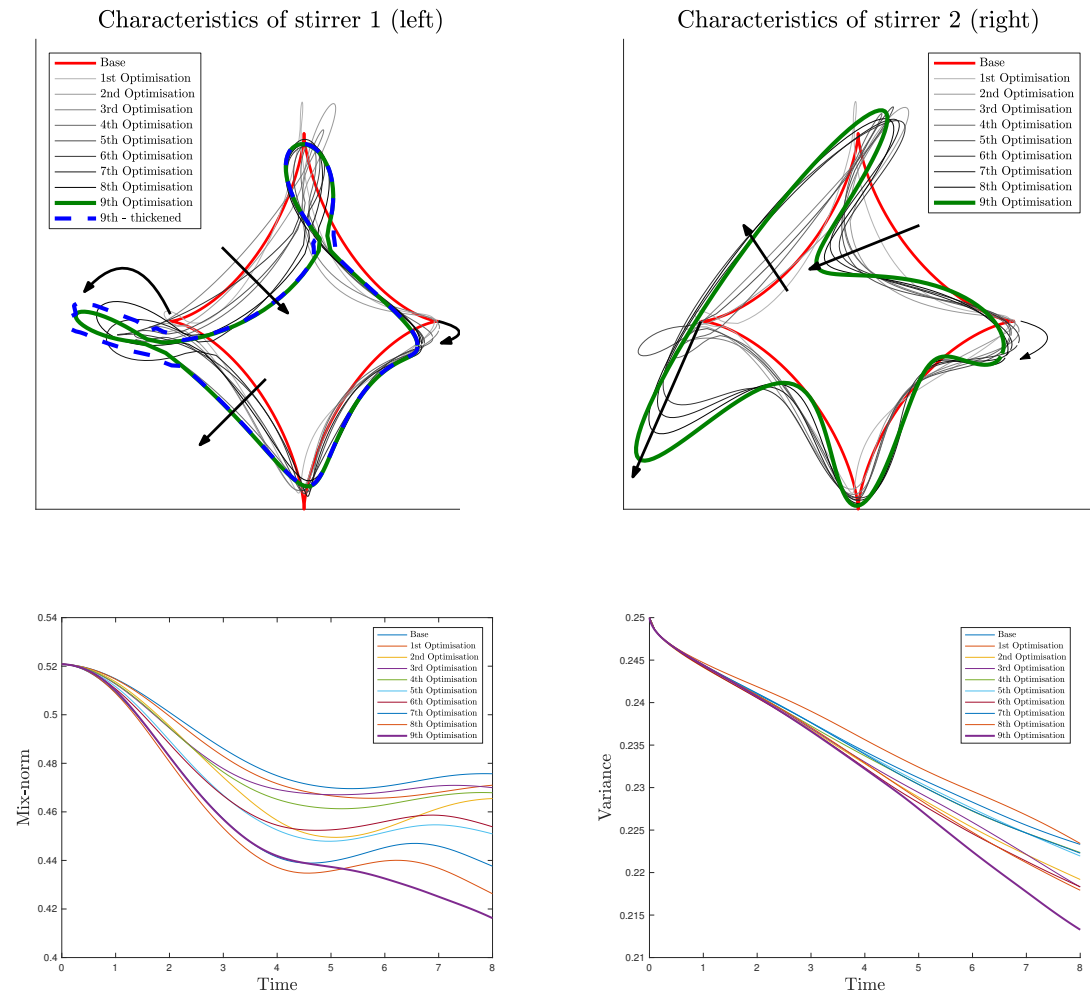 Characteristics of stirrer 1 (left)
Base
1st Optimisation
2nd Optimisation
3rd Optimisation
4th Optimisation
5th Optimisation
6th Optimisation
7th Optimisation
8th Optimisation
9th Optimisation
9th - thickened
Characteristics of stirrer 2 (right)
Base
1st Optimisation
2nd Optimisation
3rd Optimisation
4th Optimisation
5th Optimisation
6th Optimisation
7th Optimisation
8th Optimisation
9th Optimisation
0.54
0.52
0.5
0.48
0.46
0.44
0.42
0.4
Mix-norm
0 1 2 3 4 5 6 7 8
Time
Base
1st Optimisation
2nd Optimisation
3rd Optimisation
4th Optimisation
5th Optimisation
6th Optimisation
7th Optimisation
8th Optimisation
9th Optimisation
0.25
0.245
0.24
0.235
0.23
0.225
0.22
0.215
0.21
Variance
0 1 2 3 4 5 6 7 8
Time
Base
1st Optimisation
2nd Optimisation
3rd Optimisation
4th Optimisation
5th Optimisation
6th Optimisation
7th Optimisation
8th Optimisation
9th Optimisation